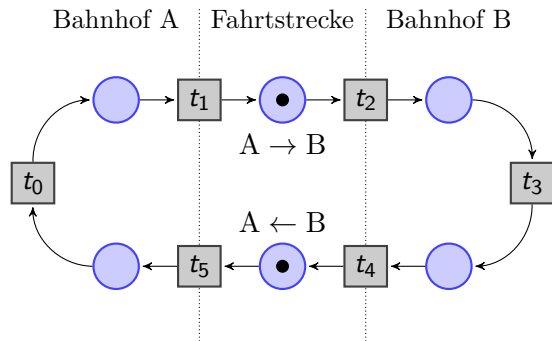 Bahnhof A Fahrtstrecke Bahnhof B
t1 t2
A → B
t0 t3
A ← B
t5 t4